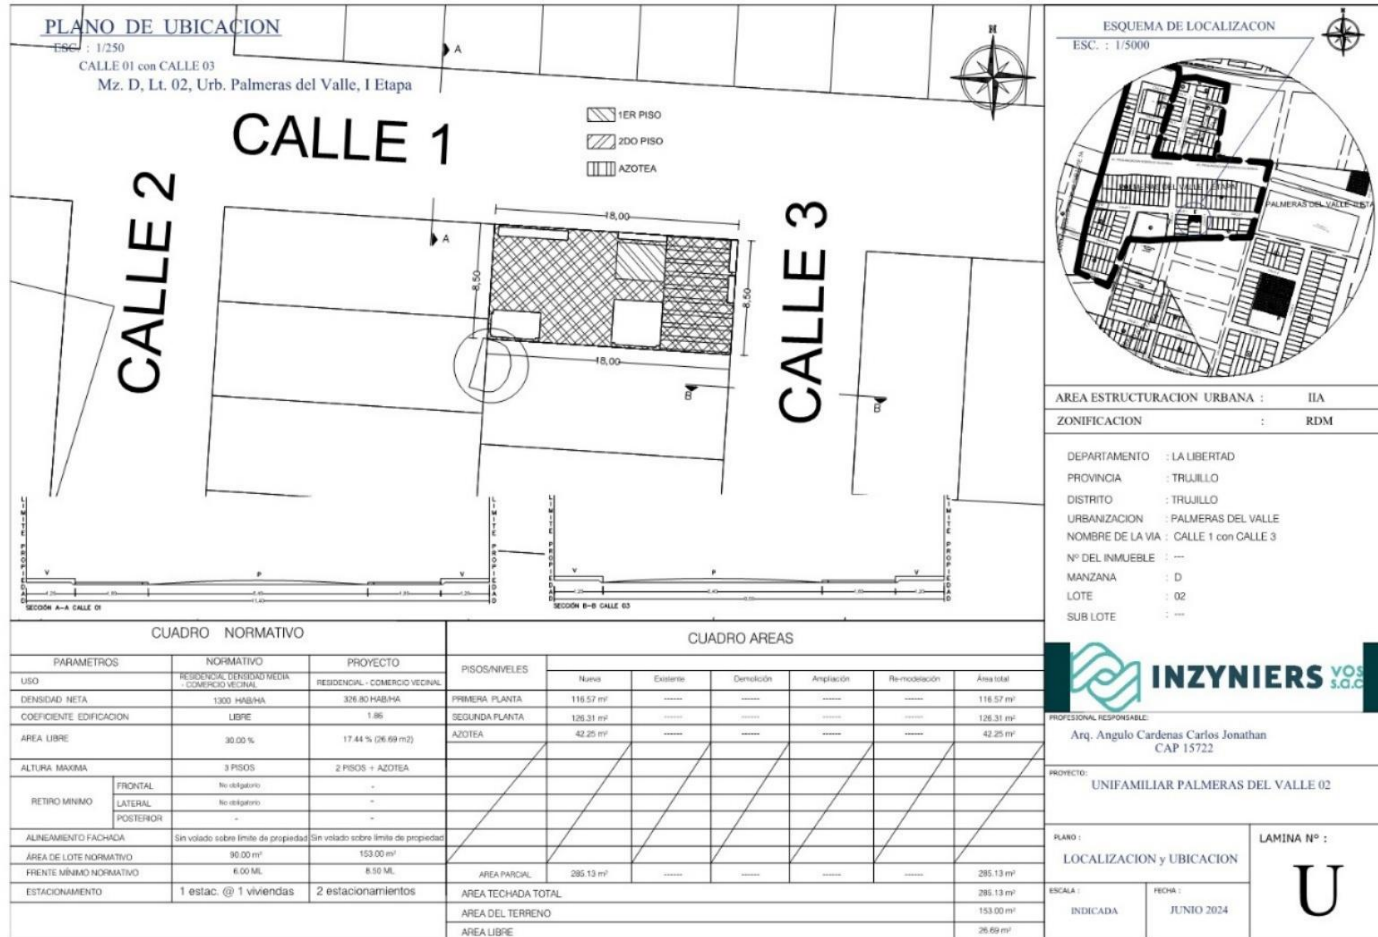 PLANO DE UBICACION
ESC. : 1/250
CALLE 01 con CALLE 03
Mz. D, Lt. 02, Urb. Palmeras del Valle, I Etapa
CALLE 1
CALLE 2
CALLE 3
1ER PISO
2DO PISO
AZOTEA
N
A
A
18,00
8,50
8,50
18,00
B
B
LIMITE PROPIEDAD
V P V
LIMITE PROPIEDAD
SECCIÓN A-A CALLE 01
LIMITE PROPIEDAD
V P V
LIMITE PROPIEDAD
SECCIÓN B-B CALLE 03
ESQUEMA DE LOCALIZACON
ESC. : 1/5000
PALMERAS DEL VALLE II ETA
AREA ESTRUCTURACION URBANA : IIA
ZONIFICACION : RDM
DEPARTAMENTO : LA LIBERTAD
PROVINCIA : TRUJILLO
DISTRITO : TRUJILLO
URBANIZACION : PALMERAS DEL VALLE
NOMBRE DE LA VIA : CALLE 1 con CALLE 3
Nº DEL INMUEBLE : ---
MANZANA : D
LOTE : 02
SUB LOTE : ---
INZYNIERS VOS s.a.c
PROFESIONAL RESPONSABLE:
Arq. Angulo Cardenas Carlos Jonathan
CAP 15722
PROYECTO:
UNIFAMILIAR PALMERAS DEL VALLE 02
PLANO :
LOCALIZACION y UBICACION
LAMINA Nº :
U
ESCALA :
INDICADA
FECHA :
JUNIO 2024
CUADRO NORMATIVO
PARAMETROS NORMATIVO PROYECTO
USO RESIDENCIAL DENSIDAD MEDIA - COMERCIO VECINAL RESIDENCIAL - COMERCIO VECINAL
DENSIDAD NETA 1300 HAB/HA 326.80 HAB/HA
COEFICIENTE EDIFICACION LIBRE 1.86
AREA LIBRE 30.00 % 17.44 % (26.69 m2)
ALTURA MAXIMA 3 PISOS 2 PISOS + AZOTEA
RETIRO MINIMO
FRONTAL No obligatorio -
LATERAL No obligatorio -
POSTERIOR - -
ALINEAMIENTO FACHADA Sin volado sobre limite de propiedad Sin volado sobre limite de propiedad
ÁREA DE LOTE NORMATIVO 90.00 m² 153.00 m²
FRENTE MÍNIMO NORMATIVO 6.00 ML 8.50 ML
ESTACIONAMIENTO 1 estac. @ 1 viviendas 2 estacionamientos
CUADRO AREAS
PISOS/NIVELES Nueva Existente Demolición Ampliación Re-modelación Área total
PRIMERA PLANTA 116.57 m² ------ ------ ------ ------ 116.57 m²
SEGUNDA PLANTA 126.31 m² ------ ------ ------ ------ 126.31 m²
AZOTEA 42.25 m² ------ ------ ------ ------ 42.25 m²
AREA PARCIAL 285.13 m² ------ ------ ------ ------ 285.13 m²
AREA TECHADA TOTAL 285.13 m²
AREA DEL TERRENO 153.00 m²
AREA LIBRE 26.69 m²